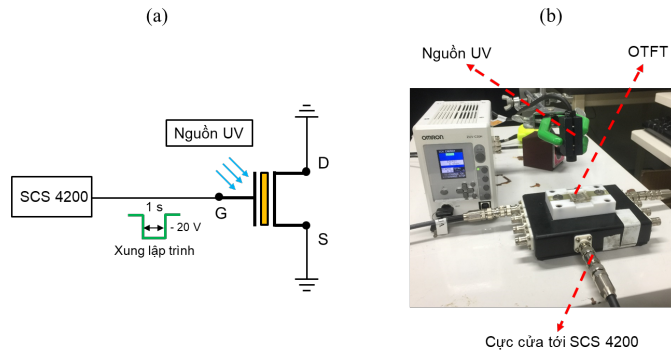 (a)
(b)
Nguồn UV
OTFT
Nguồn UV
OMRON
D
SCS 4200
1 s
G
- 20 V
S
Xung lập trình
Cực cửa tới SCS 4200